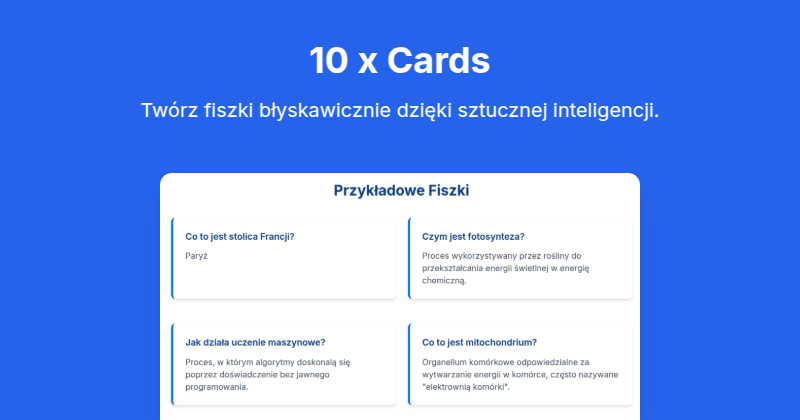 10 x Cards
Twórz fiszki błyskawicznie dzięki sztucznej inteligencji.
Przykładowe Fiszki
Co to jest stolica Francji?
Paryż
Czym jest fotosynteza?
Proces wykorzystywany przez rośliny do
przekształcania energii świetlnej w energię
chemiczną.
Jak działa uczenie maszynowe?
Proces, w którym algorytmy doskonalą się
poprzez doświadczenie bez jawnego
programowania.
Co to jest mitochondrium?
Organellum komórkowe odpowiedzialne za
wytwarzanie energii w komórce, często nazywane
"elektrownią komórki".